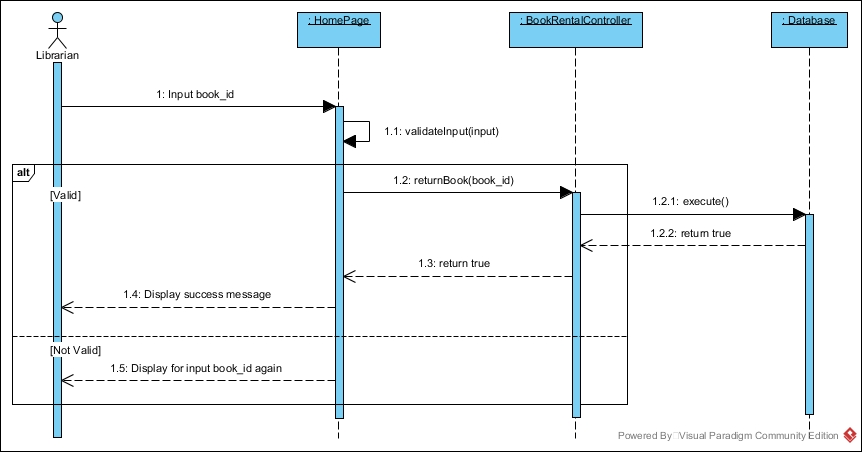 : HomePage
: BookRentalController
: Database
Librarian
1: Input book_id
1.1: validateInput(input)
alt
[Valid]
1.2: returnBook(book_id)
1.2.1: execute()
1.2.2: return true
1.3: return true
1.4: Display success message
[Not Valid]
1.5: Display for input book_id again
Powered By Visual Paradigm Community Edition